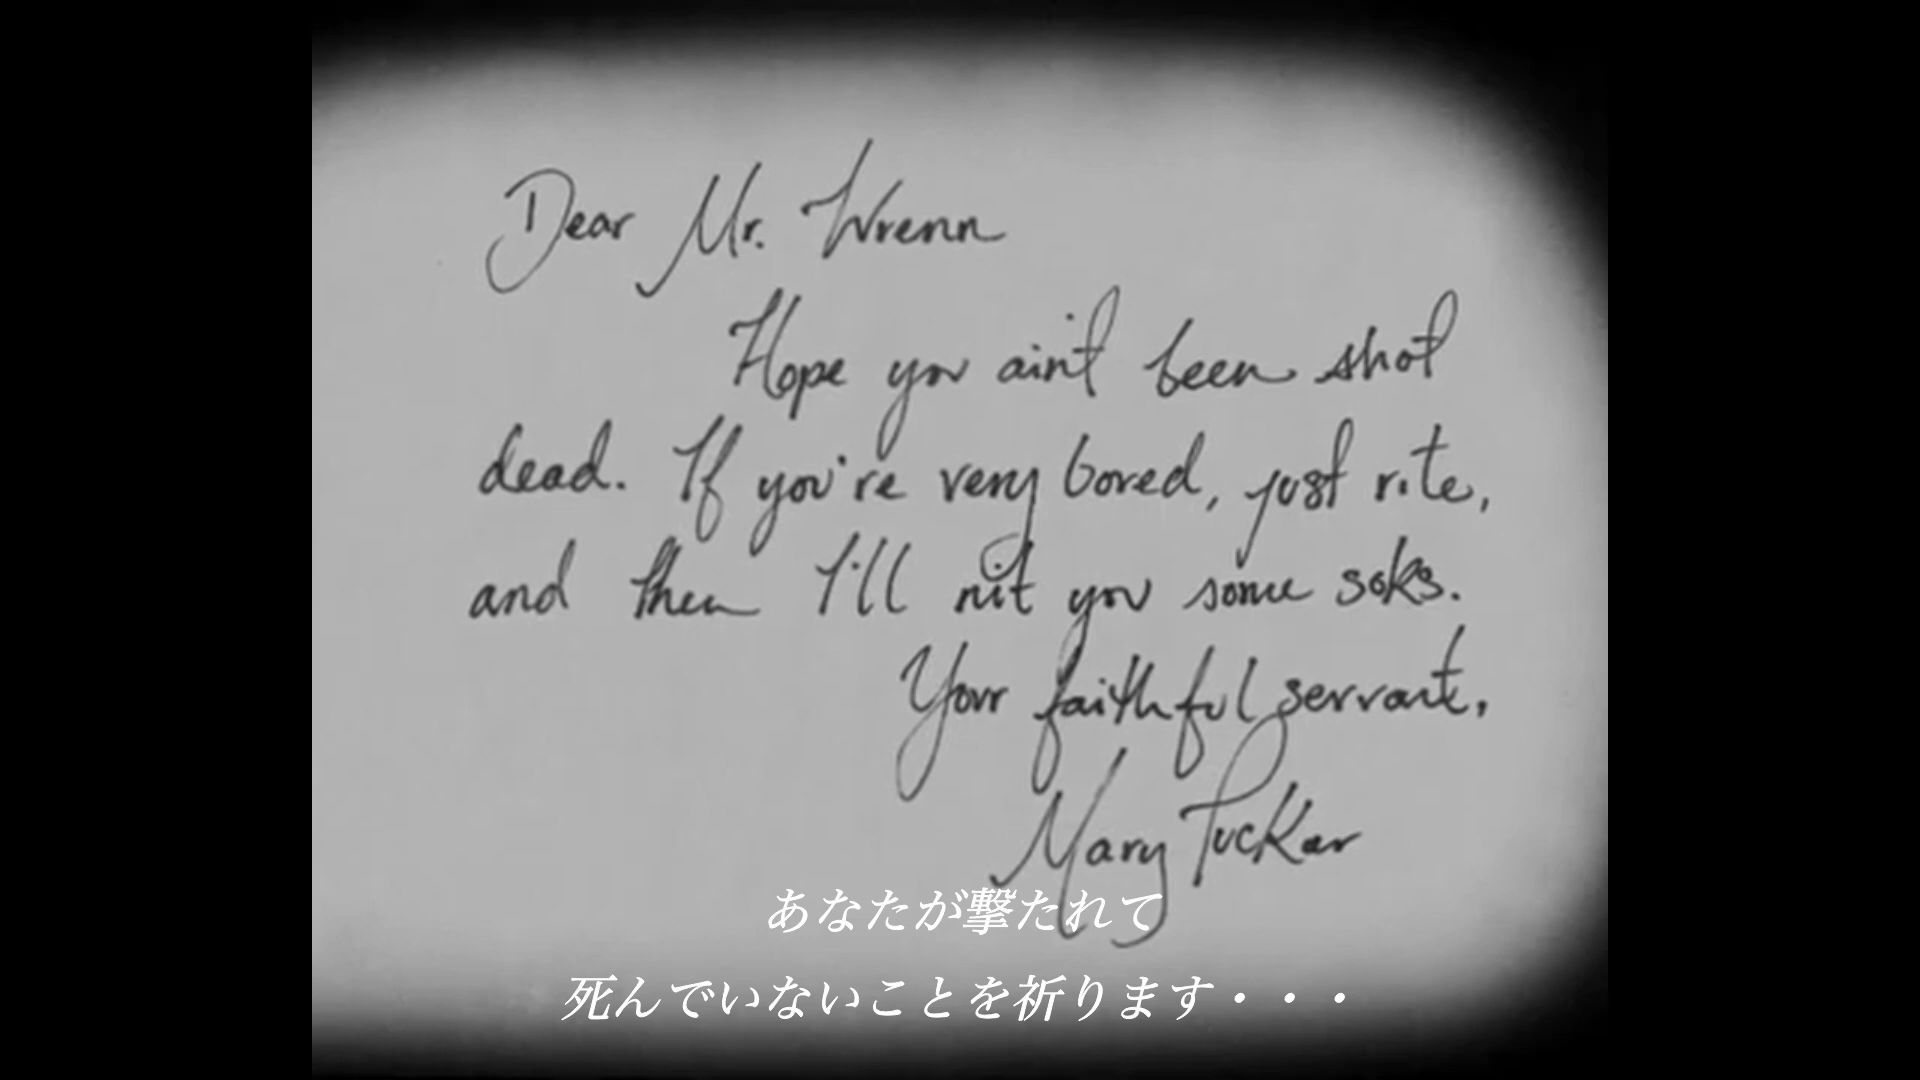 Dear Mr. Wrenn
Hope you ain't been shot
dead. If you're very bored, just rite,
and then I'll nit you some soks.
Your faithful servant,
Mary Tucker
あなたが撃たれて
死んでいないことを祈ります・・・